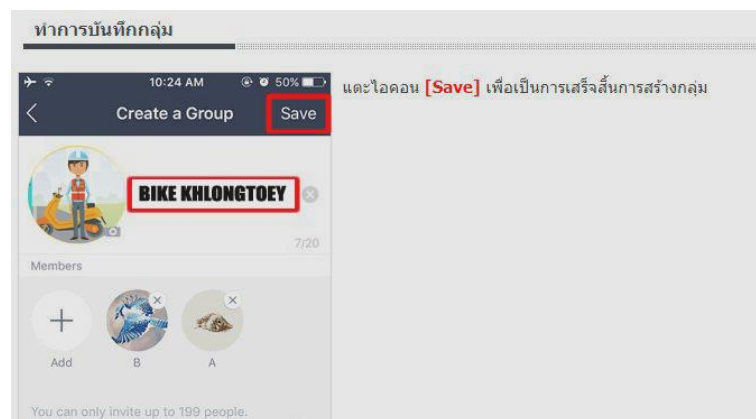 ทำการบันทึกกลุ่ม
10:24 AM
50%
แตะไอคอน [Save] เพื่อเป็นการเสร็จสิ้นการสร้างกลุ่ม
Create a Group
Save
BIKE KHLONGTOEY
7/20
Members
Add
B
A
You can only invite up to 199 people.